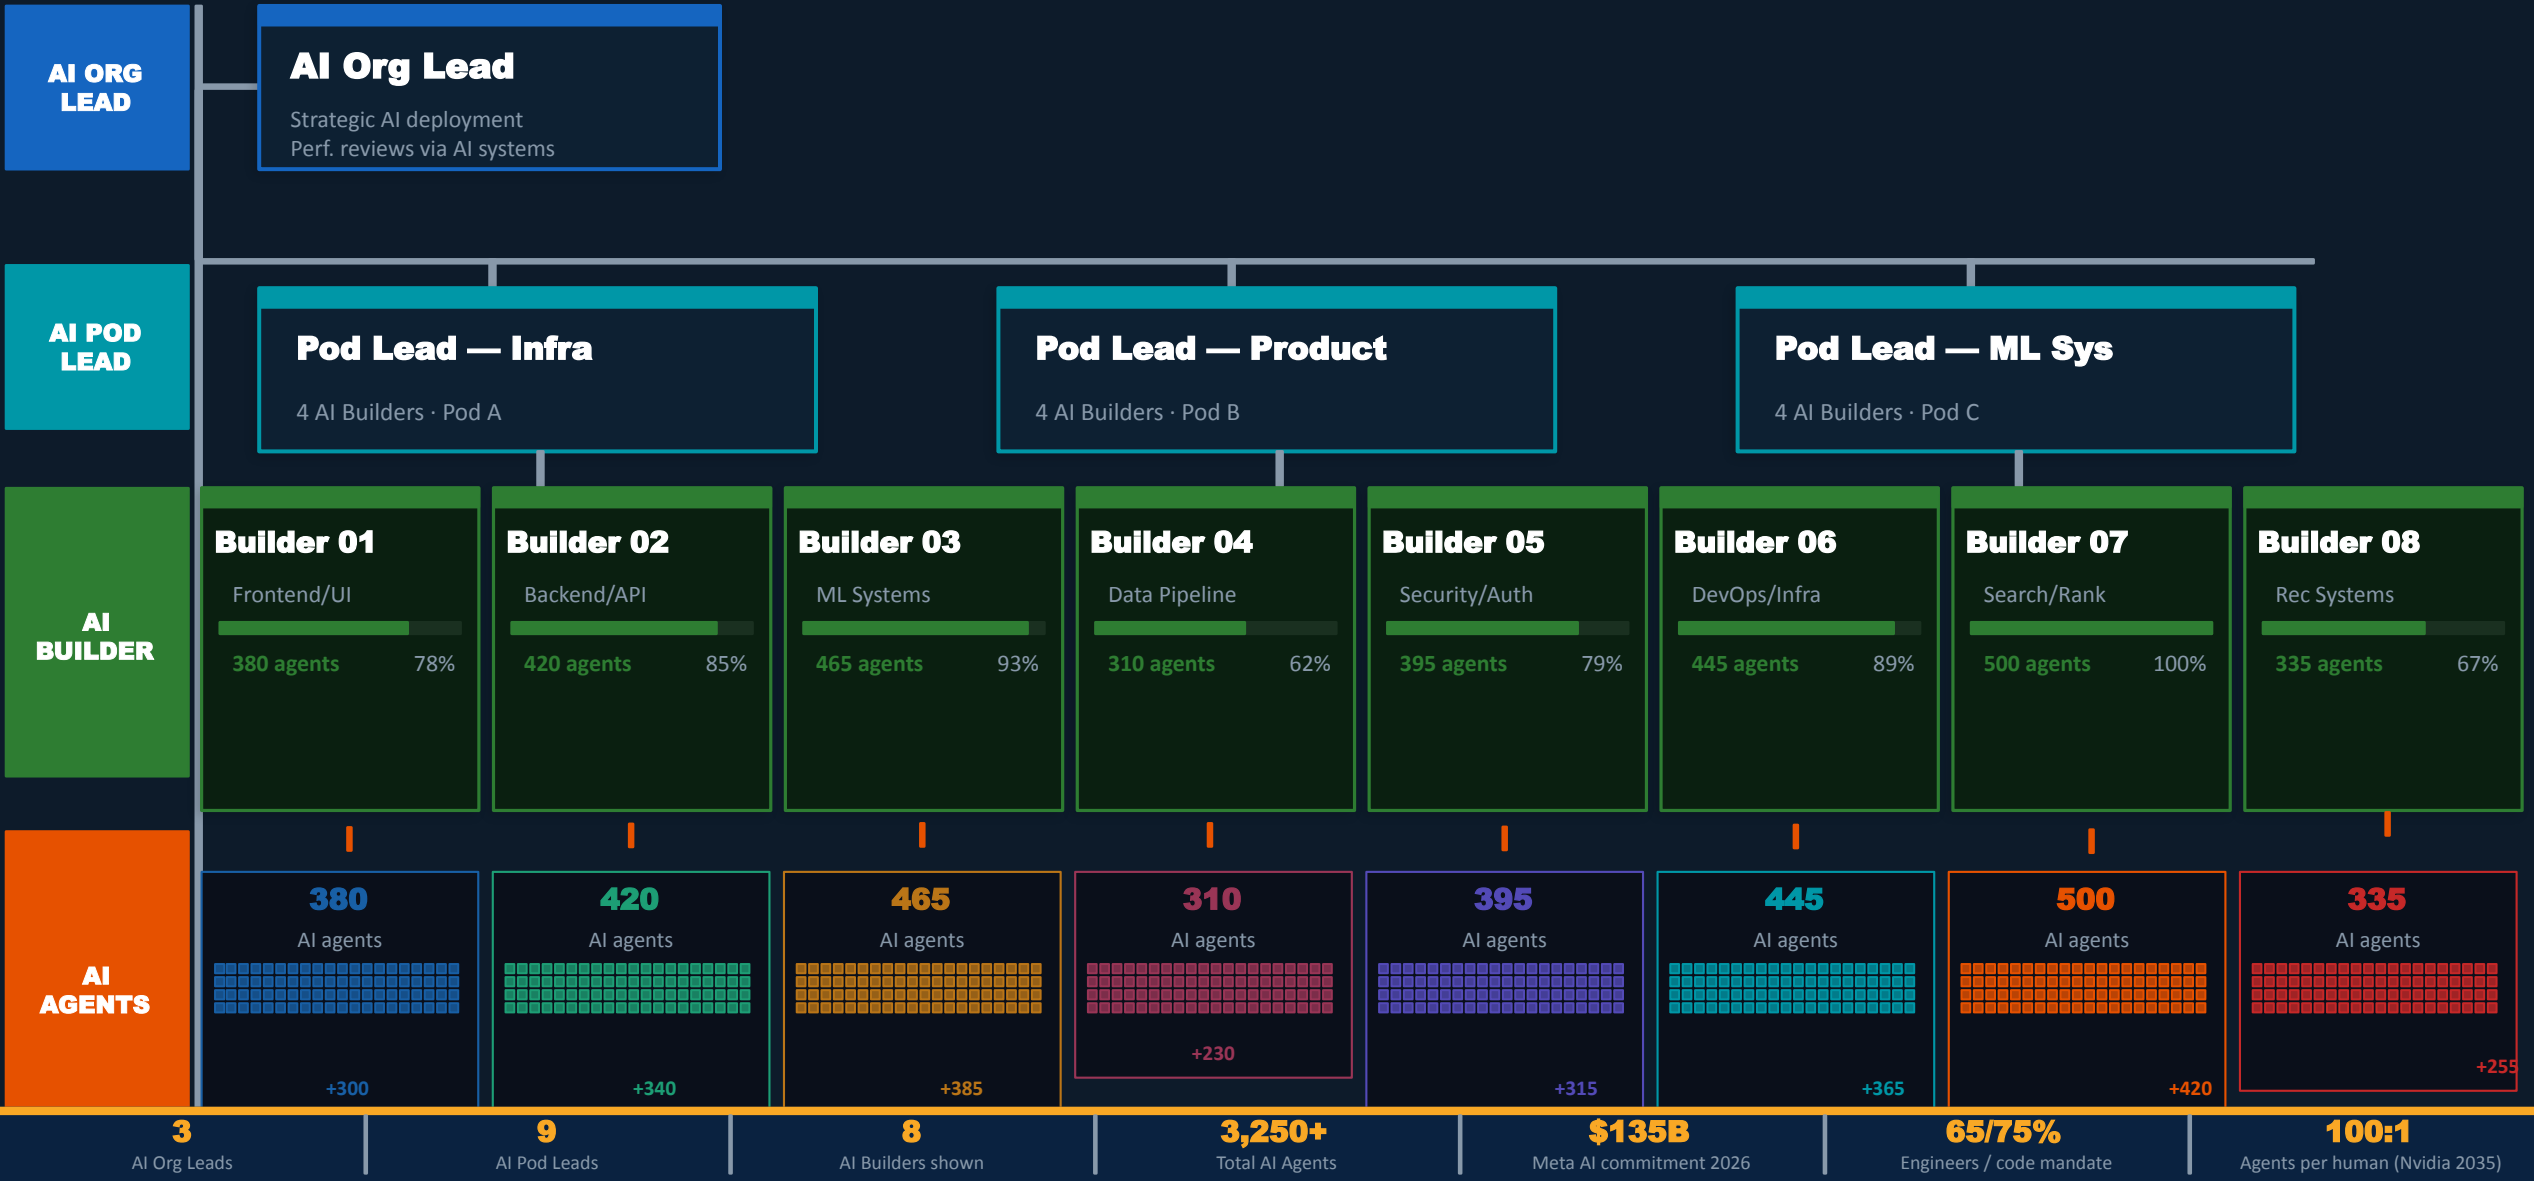 AI ORG
LEAD
AI Org Lead
Strategic AI deployment
Perf. reviews via AI systems
AI POD
LEAD
Pod Lead — Infra
4 AI Builders · Pod A
Pod Lead — Product
4 AI Builders · Pod B
Pod Lead — ML Sys
4 AI Builders · Pod C
AI
BUILDER
Builder 01
Frontend/UI
380 agents 78%
Builder 02
Backend/API
420 agents 85%
Builder 03
ML Systems
465 agents 93%
Builder 04
Data Pipeline
310 agents 62%
Builder 05
Security/Auth
395 agents 79%
Builder 06
DevOps/Infra
445 agents 89%
Builder 07
Search/Rank
500 agents 100%
Builder 08
Rec Systems
335 agents 67%
AI
AGENTS
380
AI agents
+300
420
AI agents
+340
465
AI agents
+385
310
AI agents
+230
395
AI agents
+315
445
AI agents
+365
500
AI agents
+420
335
AI agents
+255
3
AI Org Leads
9
AI Pod Leads
8
AI Builders shown
3,250+
Total AI Agents
$135B
Meta AI commitment 2026
65/75%
Engineers / code mandate
100:1
Agents per human (Nvidia 2035)